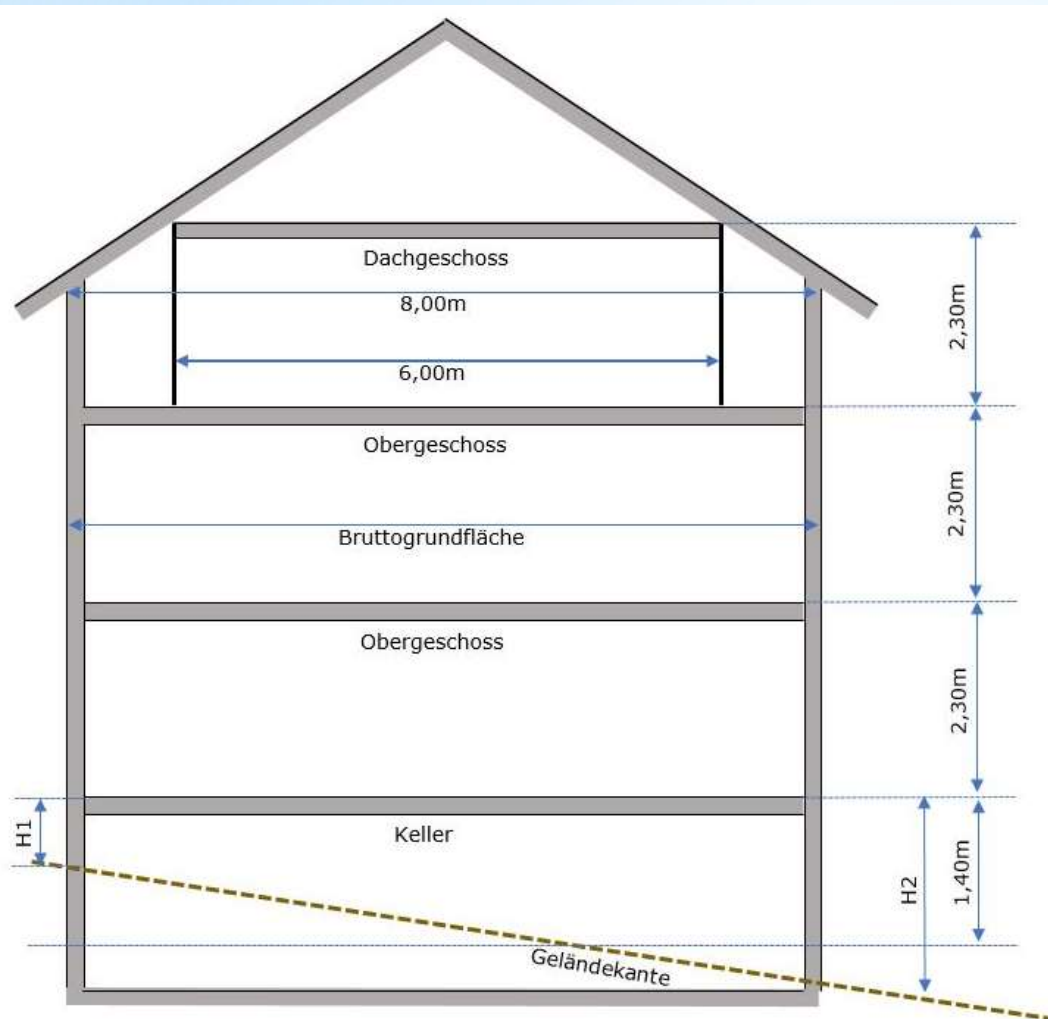 Dachgeschoss
8,00m
2,30m
6,00m
Obergeschoss
2,30m
Bruttogrundfläche
Obergeschoss
2,30m
H1
Keller
H2
1,40m
Geländekante